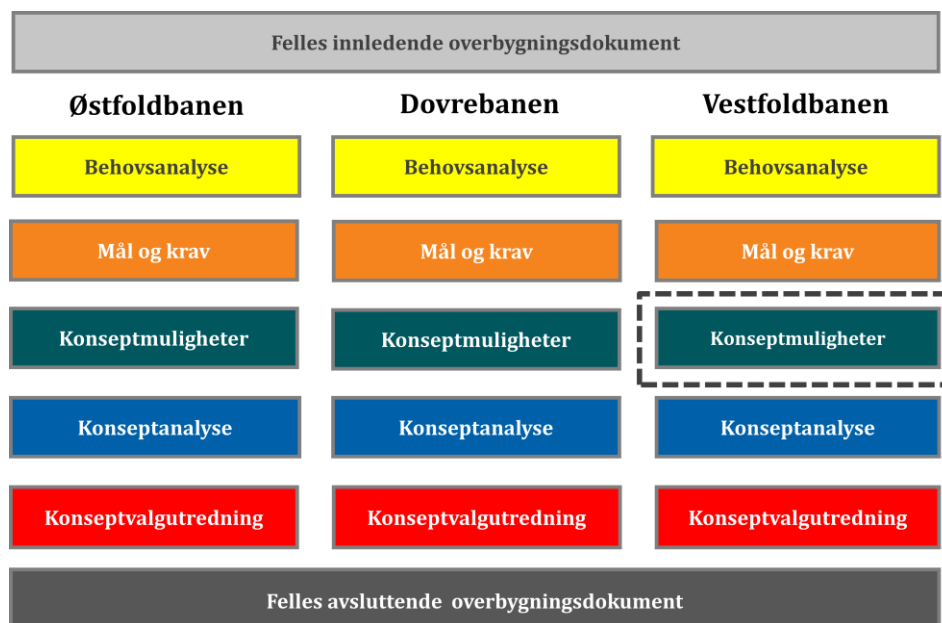 Felles innledende overbygningsdokument
Østfoldbanen
Dovrebanen
Vestfoldbanen
Behovsanalyse
Behovsanalyse
Behovsanalyse
Mål og krav
Mål og krav
Mål og krav
Konseptmuligheter
Konseptmuligheter
Konseptmuligheter
Konseptanalyse
Konseptanalyse
Konseptanalyse
Konseptvalgutredning
Konseptvalgutredning
Konseptvalgutredning
Felles avsluttende overbygningsdokument